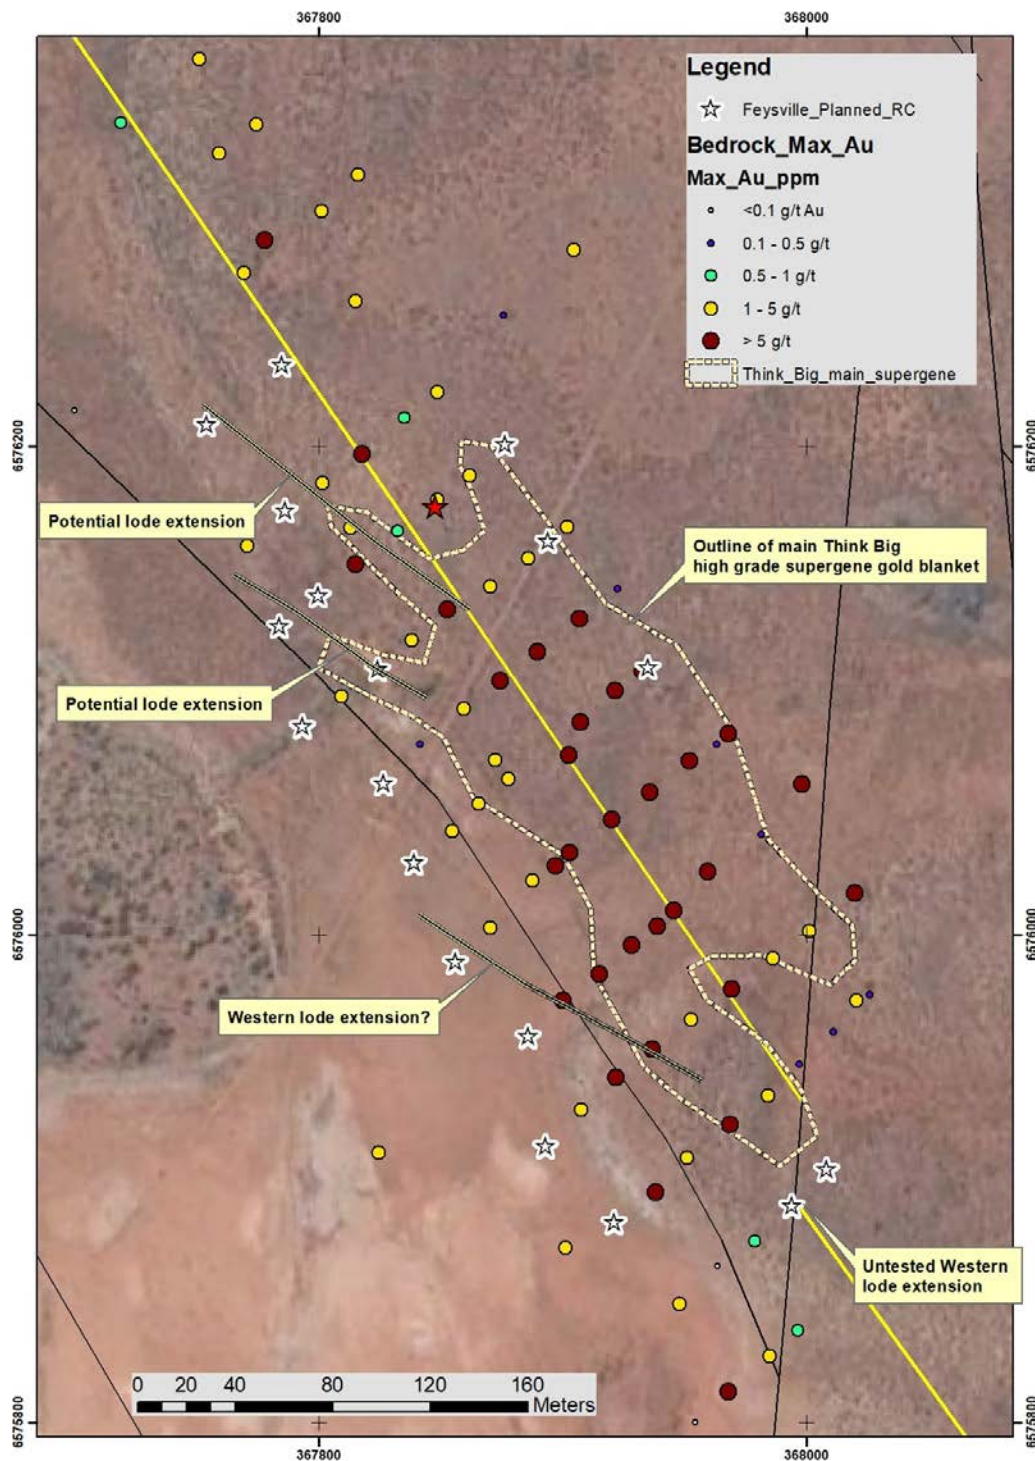 367800
368000
Legend
Feysville_Planned_RC
Bedrock_Max_Au
Max_Au_ppm
<0.1 g/t Au
0.1 - 0.5 g/t
0.5 - 1 g/t
1 - 5 g/t
> 5 g/t
Think_Big_main_supergene
6576200
6576200
Potential lode extension
Outline of main Think Big
high grade supergene gold blanket
Potential lode extension
6576000
6576000
Western lode extension?
Untested Western
lode extension
0 20 40 80 120 160
Meters
6575800
6575800
367800
368000